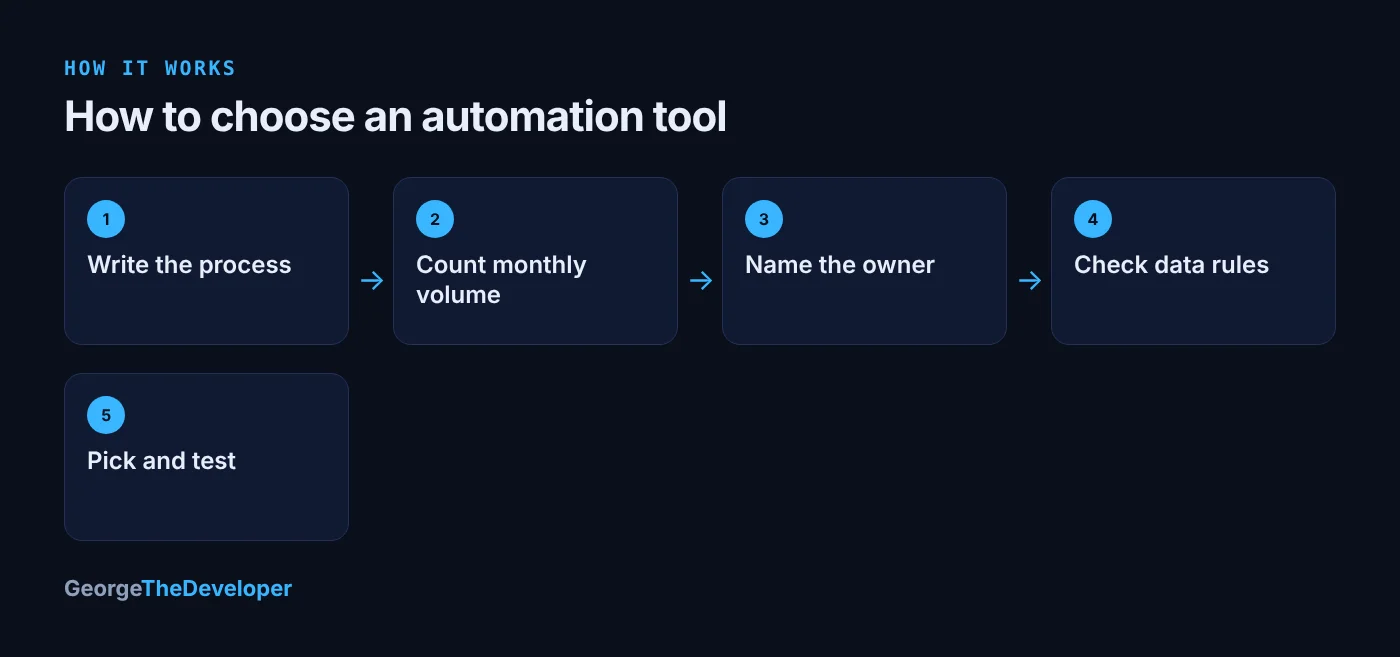 HOW IT WORKS
How to choose an automation tool
1
Write the process
2
Count monthly
volume
3
Name the owner
4
Check data rules
5
Pick and test
GeorgeTheDeveloper